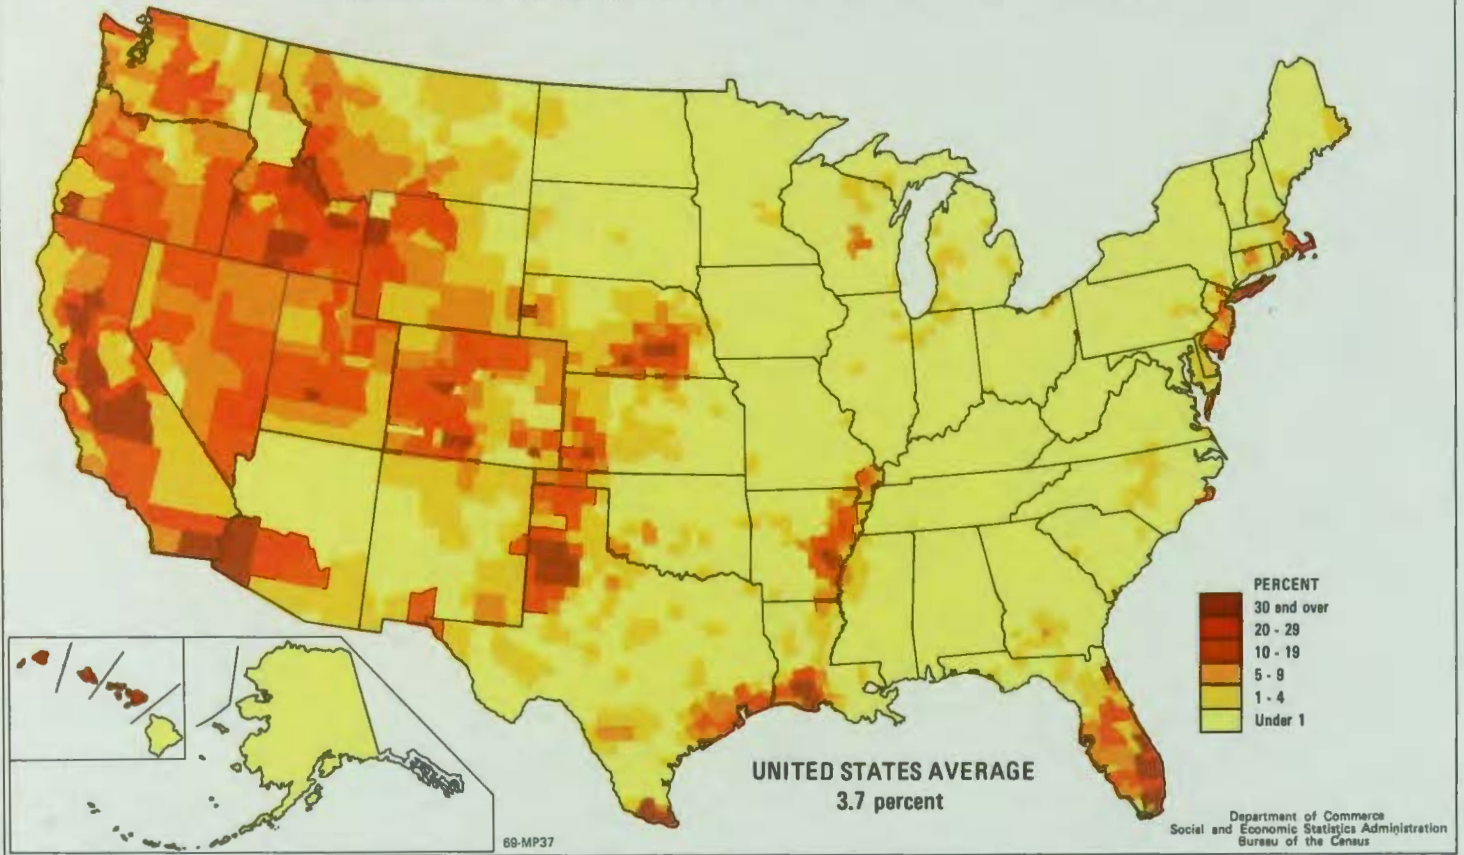 PERCENT
30 and over
20 - 29
10 - 19
5 - 9
1 - 4
Under 1
UNITED STATES AVERAGE
3.7 percent
69-MP37
Department of Commerce
Social and Economic Statistics Administration
Bureau of the Census